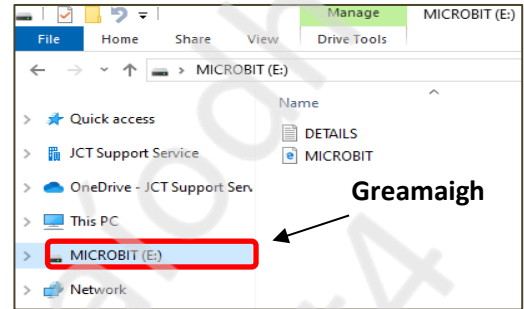 Manage MICROBIT (E:)
File Home Share View Drive Tools
MICROBIT (E:)
Name
Quick access
DETAILS
JCT Support Service
MICROBIT
OneDrive - JCT Support Serv
Greamaigh
This PC
MICROBIT (E:)
Network